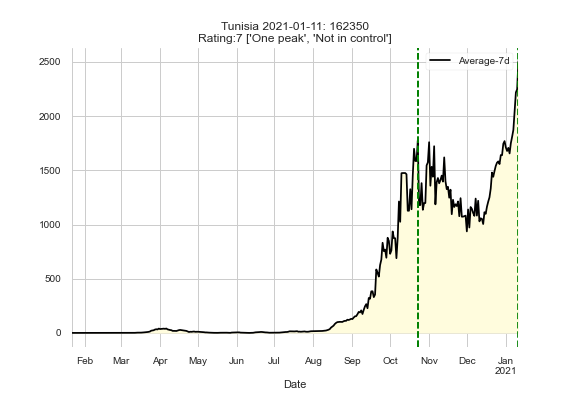 Tunisia 2021-01-11: 162350
Rating:7 ['One peak', 'Not in control']
Average-7d
2500
2000
1500
1000
500
0
Feb Mar Apr May Jun Jul Aug Sep Oct Nov Dec Jan
2021
Date